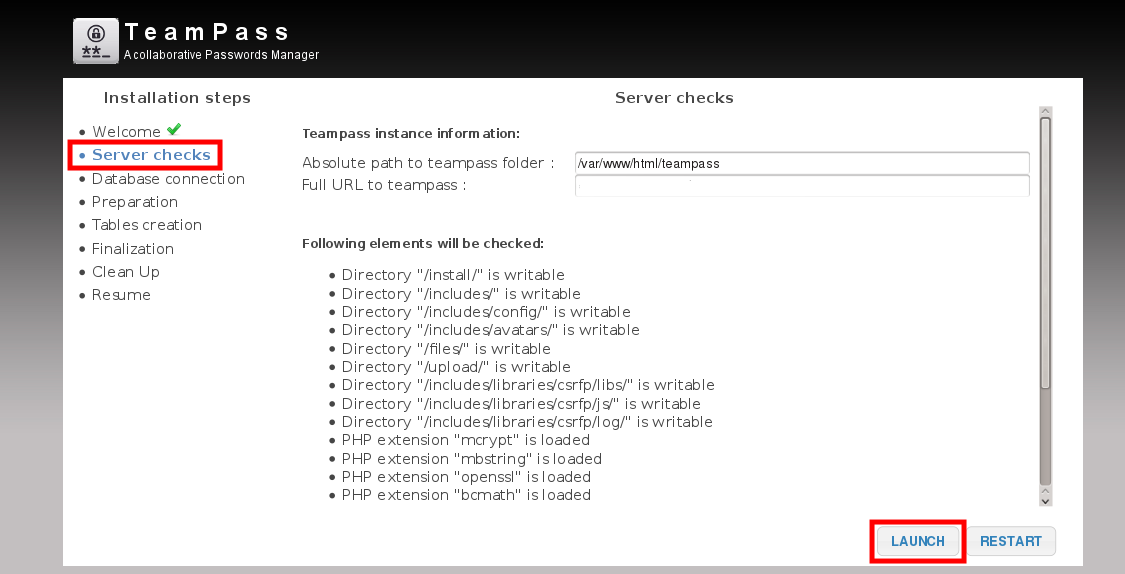 TeamPass
A collaborative Passwords Manager
Installation steps
Welcome
Server checks
Database connection
Preparation
Tables creation
Finalization
Clean Up
Resume
Server checks
Teampass instance information:
Absolute path to teampass folder : /var/www/html/teampass
Full URL to teampass :
Following elements will be checked:
Directory "/install/" is writable
Directory "/includes/" is writable
Directory "/includes/config/" is writable
Directory "/includes/avatars/" is writable
Directory "/files/" is writable
Directory "/upload/" is writable
Directory "/includes/libraries/csrfp/libs/" is writable
Directory "/includes/libraries/csrfp/js/" is writable
Directory "/includes/libraries/csrfp/log/" is writable
PHP extension "mcrypt" is loaded
PHP extension "mbstring" is loaded
PHP extension "openssl" is loaded
PHP extension "bcmath" is loaded
LAUNCH RESTART